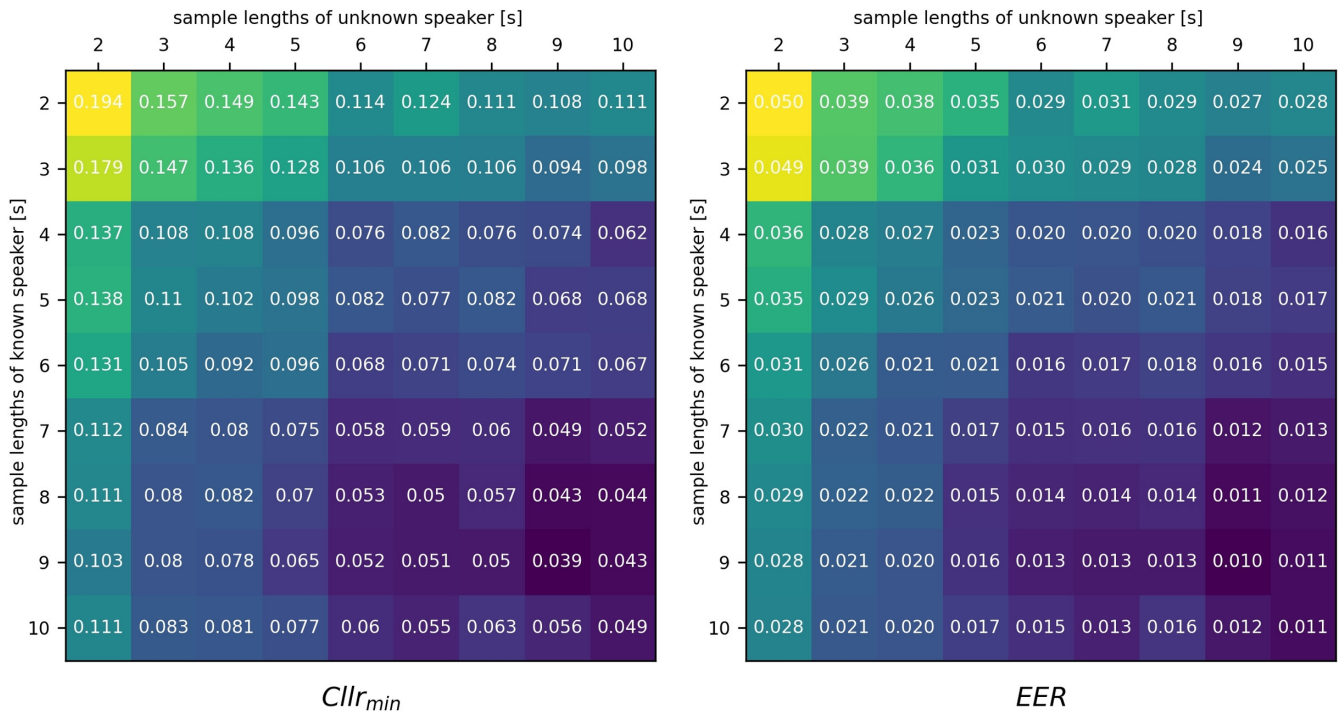 sample lengths of unknown speaker [s]
2 3 4 5 6 7 8 9 10
sample lengths of known speaker [s]
2 0.194 0.157 0.149 0.143 0.114 0.124 0.111 0.108 0.111
3 0.179 0.147 0.136 0.128 0.106 0.106 0.106 0.094 0.098
4 0.137 0.108 0.108 0.096 0.076 0.082 0.076 0.074 0.062
5 0.138 0.11 0.102 0.098 0.082 0.077 0.082 0.068 0.068
6 0.131 0.105 0.092 0.096 0.068 0.071 0.074 0.071 0.067
7 0.112 0.084 0.08 0.075 0.058 0.059 0.06 0.049 0.052
8 0.111 0.08 0.082 0.07 0.053 0.05 0.057 0.043 0.044
9 0.103 0.08 0.078 0.065 0.052 0.051 0.05 0.039 0.043
10 0.111 0.083 0.081 0.077 0.06 0.055 0.063 0.056 0.049
Cllr_min
sample lengths of unknown speaker [s]
2 3 4 5 6 7 8 9 10
sample lengths of known speaker [s]
2 0.050 0.039 0.038 0.035 0.029 0.031 0.029 0.027 0.028
3 0.049 0.039 0.036 0.031 0.030 0.029 0.028 0.024 0.025
4 0.036 0.028 0.027 0.023 0.020 0.020 0.020 0.018 0.016
5 0.035 0.029 0.026 0.023 0.021 0.020 0.021 0.018 0.017
6 0.031 0.026 0.021 0.021 0.016 0.017 0.018 0.016 0.015
7 0.030 0.022 0.021 0.017 0.015 0.016 0.016 0.012 0.013
8 0.029 0.022 0.022 0.015 0.014 0.014 0.014 0.011 0.012
9 0.028 0.021 0.020 0.016 0.013 0.013 0.013 0.010 0.011
10 0.028 0.021 0.020 0.017 0.015 0.013 0.016 0.012 0.011
EER